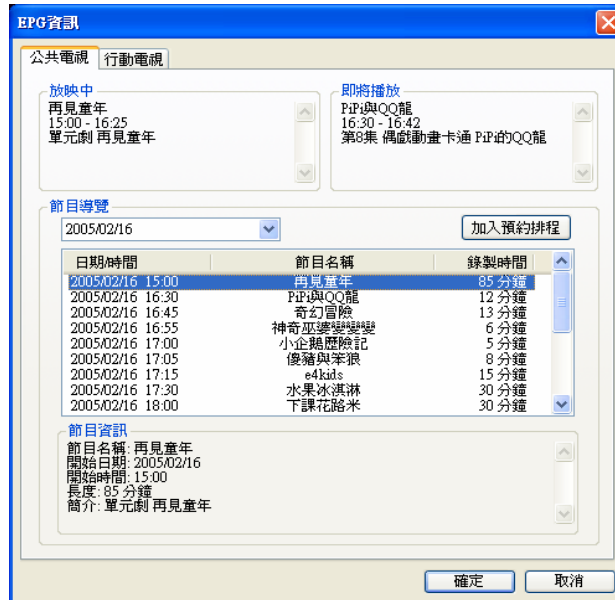 EPG資訊
公共電視 行動電視
放映中
再見童年
15:00 - 16:25
單元劇 再見童年
即將播放
PiPi與QQ龍
16:30 - 16:42
第8集 偶戲動畫卡通 PiPi的QQ龍
節目導覽
2005/02/16 加入預約排程
日期/時間 節目名稱 錄製時間
2005/02/16 15:00 再見童年 85 分鐘
2005/02/16 16:30 PiPi與QQ龍 12 分鐘
2005/02/16 16:45 奇幻冒險 13 分鐘
2005/02/16 16:55 神奇巫婆變變變 6 分鐘
2005/02/16 17:00 小企鵝歷險記 5 分鐘
2005/02/16 17:05 傻豬與笨狼 8 分鐘
2005/02/16 17:15 e4kids 15 分鐘
2005/02/16 17:30 水果冰淇淋 30 分鐘
2005/02/16 18:00 下課花路米 30 分鐘
節目資訊
節目名稱: 再見童年
開始日期: 2005/02/16
開始時間: 15:00
長度: 85 分鐘
簡介: 單元劇 再見童年
確定 取消